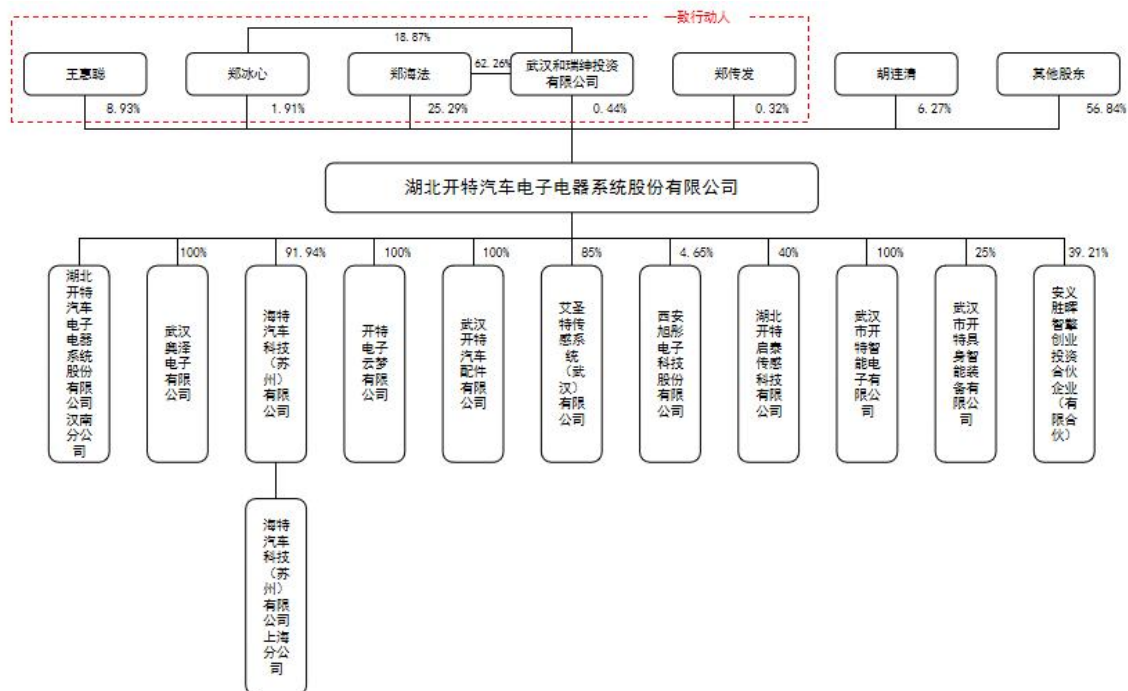 一致行动人
18.87%
王惠聪
郑冰心
郑海法
62.26%
武汉和瑞绅投资
有限公司
郑传发
胡连清
其他股东
8.93%
1.91%
25.29%
0.44%
0.32%
6.27%
56.84%
湖北开特汽车电子电器系统股份有限公司
100%
91.94%
100%
100%
85%
4.65%
40%
100%
25%
39.21%
湖北
开特
汽车
电子
电器
系统
股份
有限
公司
汉南
分公
司
武汉
奥泽
电子
有限
公司
海特
汽车
科技
（苏
州）
有限
公司
开特
电子
云梦
有限
公司
武汉
开特
汽车
配件
有限
公司
艾圣
特传
感系
统
（武
汉）
有限
公司
西安
旭彤
电子
科技
股份
有限
公司
湖北
开特
启泰
传感
科技
有限
公司
武汉
市开
特智
能电
子有
限公
司
武汉
市开
特具
身智
能装
备有
限公
司
安义
胜晖
智擎
创业
投资
合伙
企业
（有
限合
伙）
海特
汽车
科技
（苏
州）
有限
公司
上海
分公
司